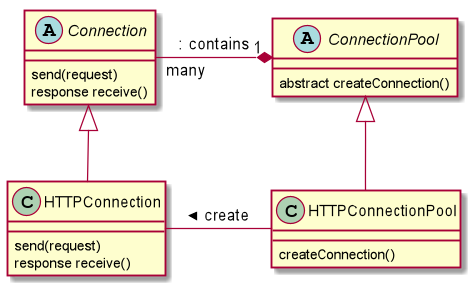 A Connection
send(request)
response receive()
: contains 1
many
A ConnectionPool
abstract createConnection()
C HTTPConnection
send(request)
response receive()
◄ create
C HTTPConnectionPool
createConnection()